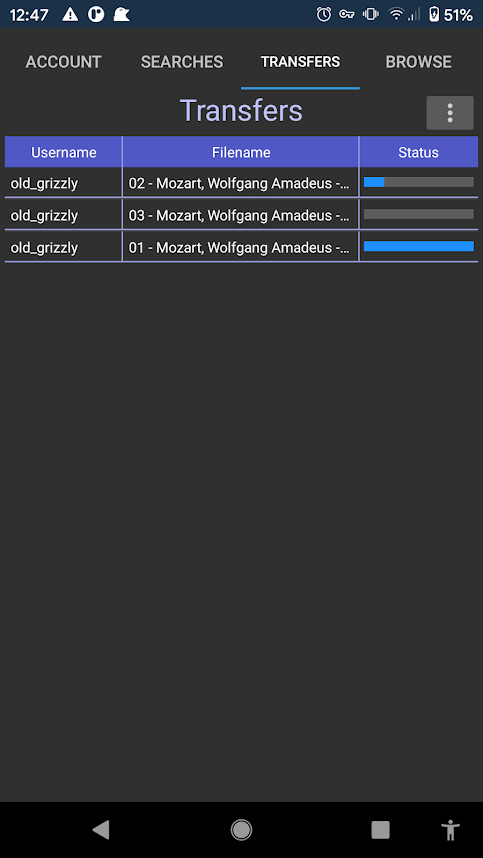 12:47 51%
ACCOUNT SEARCHES TRANSFERS BROWSE
Transfers
Username Filename Status
old_grizzly 02 - Mozart, Wolfgang Amadeus -...
old_grizzly 03 - Mozart, Wolfgang Amadeus -...
old_grizzly 01 - Mozart, Wolfgang Amadeus -...